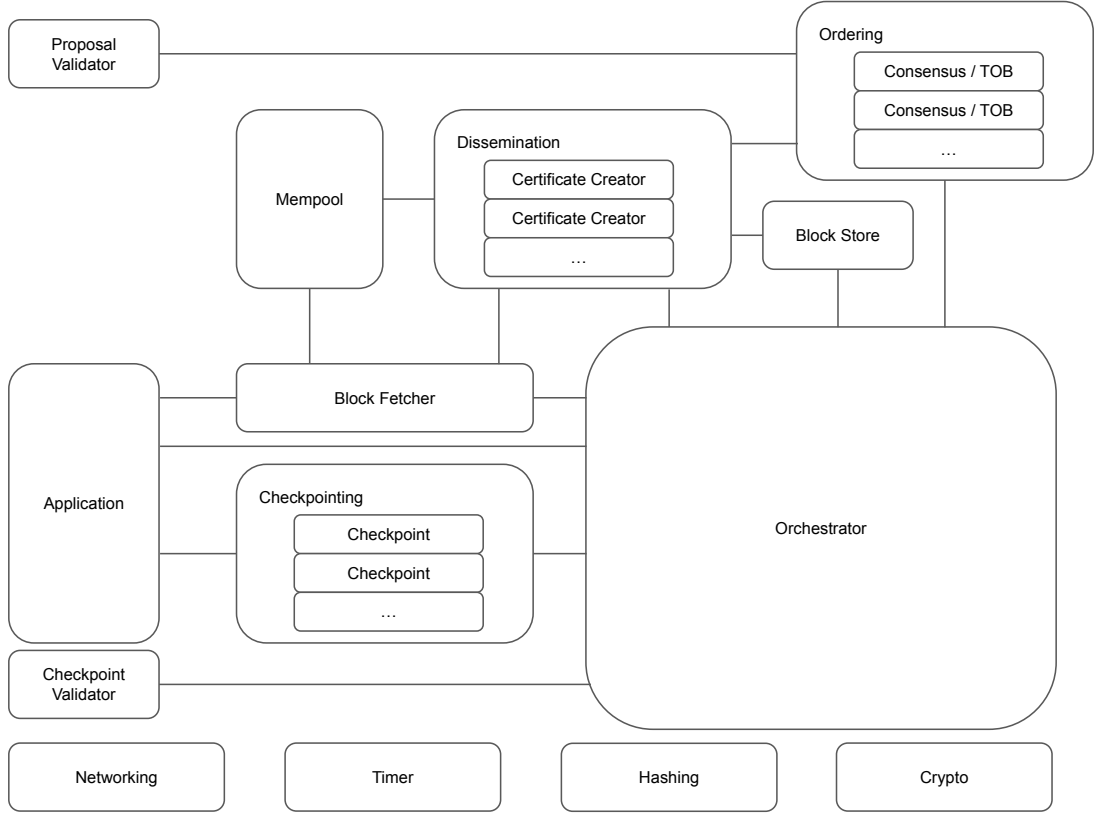 Proposal
Validator
Ordering
Consensus / TOB
Consensus / TOB
…
Mempool
Dissemination
Certificate Creator
Certificate Creator
…
Block Store
Application
Block Fetcher
Checkpointing
Checkpoint
Checkpoint
…
Orchestrator
Checkpoint
Validator
Networking
Timer
Hashing
Crypto